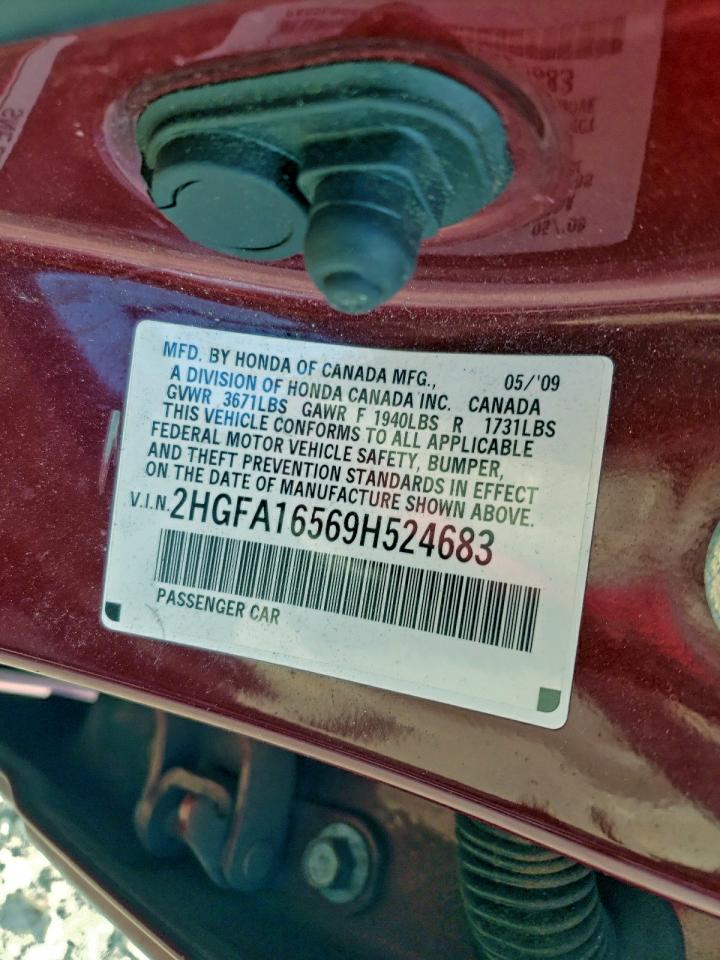 MFD. BY HONDA OF CANADA MFG., 05/'09
A DIVISION OF HONDA CANADA INC. CANADA
GVWR 3671LBS GAWR F 1940LBS R 1731LBS
THIS VEHICLE CONFORMS TO ALL APPLICABLE
FEDERAL MOTOR VEHICLE SAFETY, BUMPER,
AND THEFT PREVENTION STANDARDS IN EFFECT
ON THE DATE OF MANUFACTURE SHOWN ABOVE.
V.I.N. 2HGFA16569H524683
PASSENGER CAR